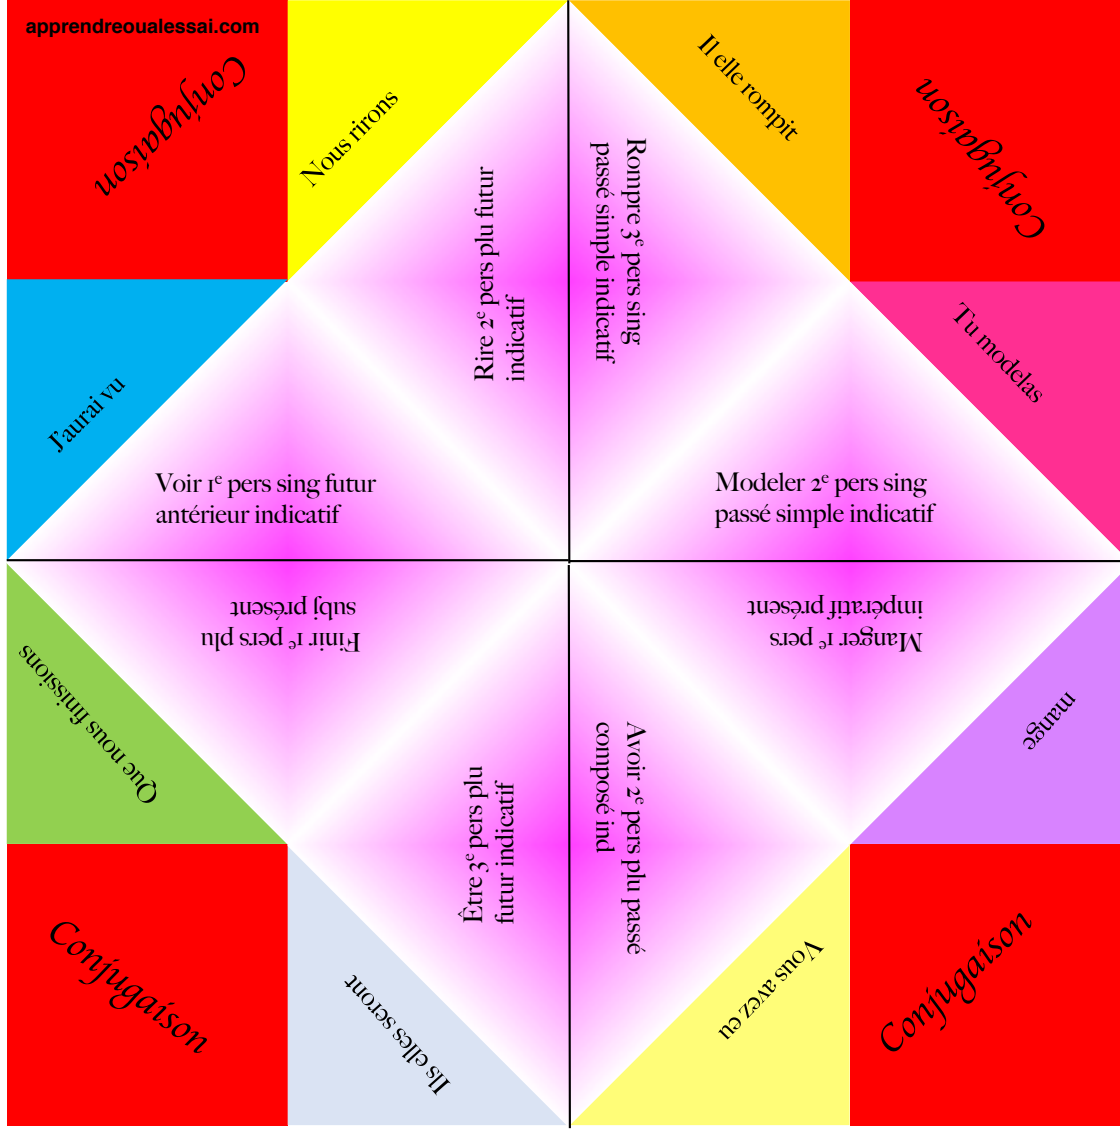 apprendreoualessai.com
Conjugaison
Nous rirons
Il elle rompit
Conjugaison
J'aurai vu
Rire 2e pers plu futur
indicatif
Rompre 3e pers sing
passé simple indicatif
Tu modelas
Voir 1e pers sing futur
antérieur indicatif
Modeler 2e pers sing
passé simple indicatif
Finir 1e pers plu
subj présent
Manger 1e pers
impératif présent
Que nous finissions
mange
Être 3e pers plu
futur indicatif
Avoir 2e pers plu passé
composé ind
Conjugaison
Ils elles seront
Vous avez eu
Conjugaison